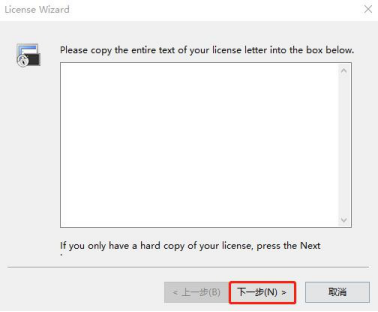 License Wizard
Please copy the entire text of your license letter into the box below.
If you only have a hard copy of your license, press the Next
< 上一步(B)
下一步(N) >
取消